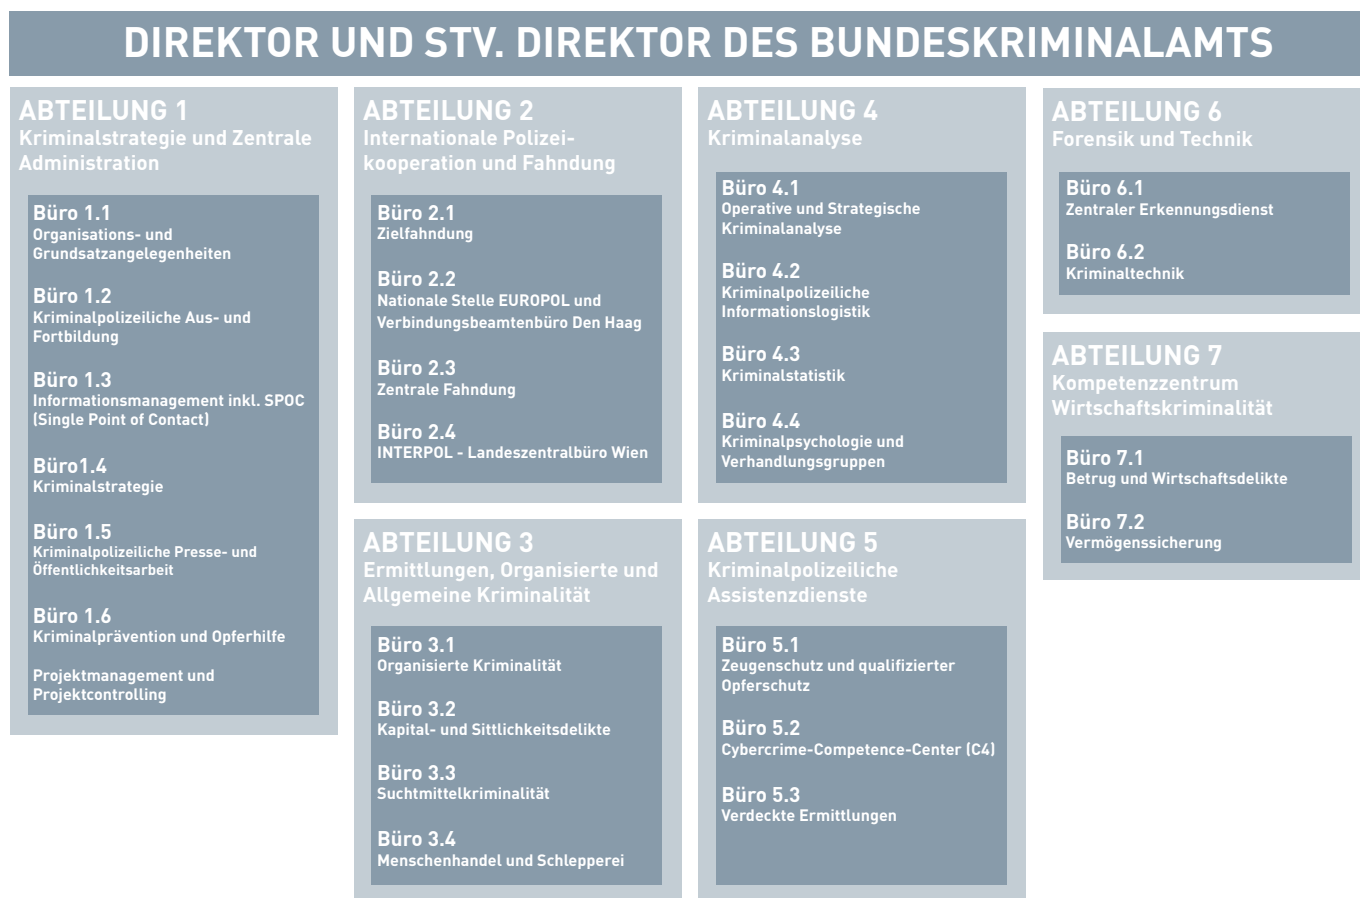 DIREKTOR UND STV. DIREKTOR DES BUNDESKRIMINALAMTS
ABTEILUNG 1
Kriminalstrategie und Zentrale
Administration
Büro 1.1
Organisations- und
Grundsatzangelegenheiten
Büro 1.2
Kriminalpolizeiliche Aus- und
Fortbildung
Büro 1.3
Informationsmanagement inkl. SPOC
(Single Point of Contact)
Büro1.4
Kriminalstrategie
Büro 1.5
Kriminalpolizeiliche Presse- und
Öffentlichkeitsarbeit
Büro 1.6
Kriminalprävention und Opferhilfe
Projektmanagement und
Projektcontrolling
ABTEILUNG 2
Internationale Polizei-
kooperation und Fahndung
Büro 2.1
Zielfahndung
Büro 2.2
Nationale Stelle EUROPOL und
Verbindungsbeamtenbüro Den Haag
Büro 2.3
Zentrale Fahndung
Büro 2.4
INTERPOL - Landeszentralbüro Wien
ABTEILUNG 3
Ermittlungen, Organisierte und
Allgemeine Kriminalität
Büro 3.1
Organisierte Kriminalität
Büro 3.2
Kapital- und Sittlichkeitsdelikte
Büro 3.3
Suchtmittelkriminalität
Büro 3.4
Menschenhandel und Schlepperei
ABTEILUNG 4
Kriminalanalyse
Büro 4.1
Operative und Strategische
Kriminalanalyse
Büro 4.2
Kriminalpolizeiliche
Informationslogistik
Büro 4.3
Kriminalstatistik
Büro 4.4
Kriminalpsychologie und
Verhandlungsgruppen
ABTEILUNG 5
Kriminalpolizeiliche
Assistenzdienste
Büro 5.1
Zeugenschutz und qualifizierter
Opferschutz
Büro 5.2
Cybercrime-Competence-Center (C4)
Büro 5.3
Verdeckte Ermittlungen
ABTEILUNG 6
Forensik und Technik
Büro 6.1
Zentraler Erkennungsdienst
Büro 6.2
Kriminaltechnik
ABTEILUNG 7
Kompetenzzentrum
Wirtschaftskriminalität
Büro 7.1
Betrug und Wirtschaftsdelikte
Büro 7.2
Vermögenssicherung